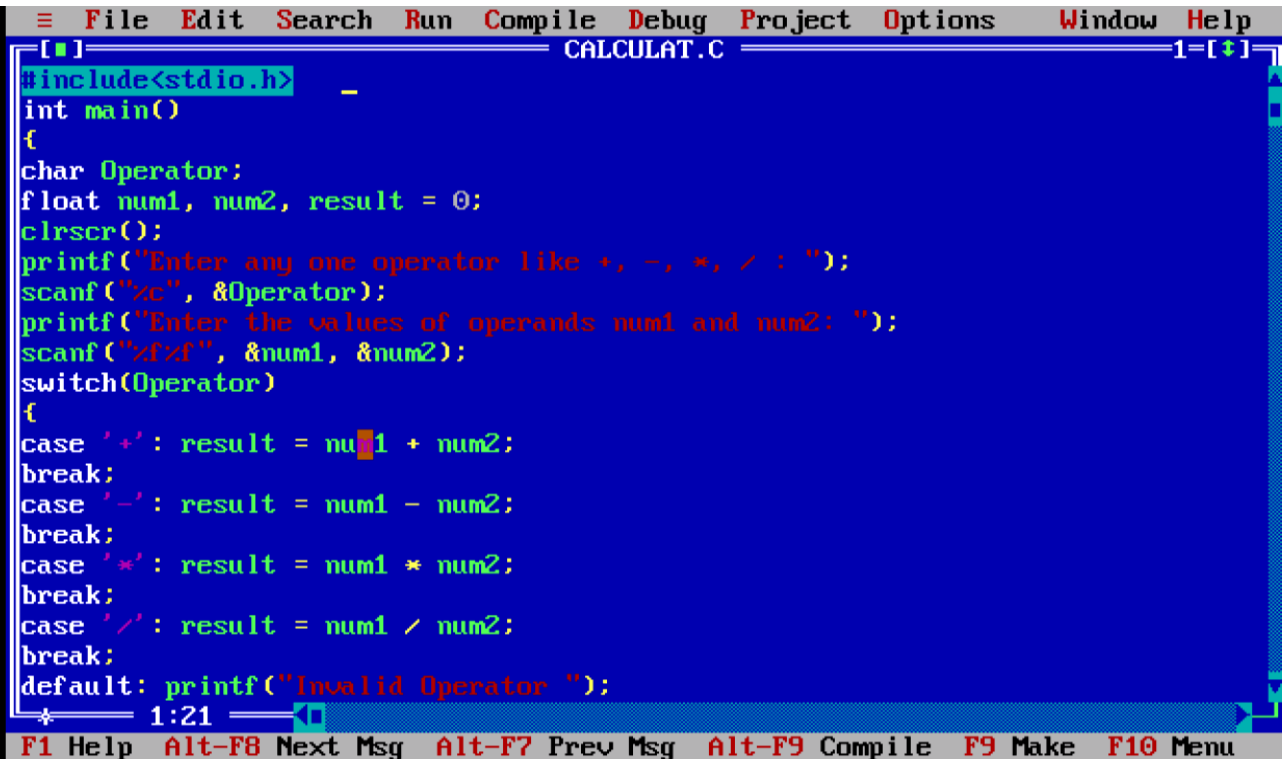 ≡ File Edit Search Run Compile Debug Project Options Window Help
[■] CALCULAT.C 1=[↕]
#include<stdio.h>
int main()
{
char Operator;
float num1, num2, result = 0;
clrscr();
printf("Enter any one operator like +, -, *, / : ");
scanf("%c", &Operator);
printf("Enter the values of operands num1 and num2: ");
scanf("%f%f", &num1, &num2);
switch(Operator)
{
case '+': result = num1 + num2;
break;
case '-': result = num1 - num2;
break;
case '*': result = num1 * num2;
break;
case '/': result = num1 / num2;
break;
default: printf("Invalid Operator ");
1:21
F1 Help Alt-F8 Next Msg Alt-F7 Prev Msg Alt-F9 Compile F9 Make F10 Menu